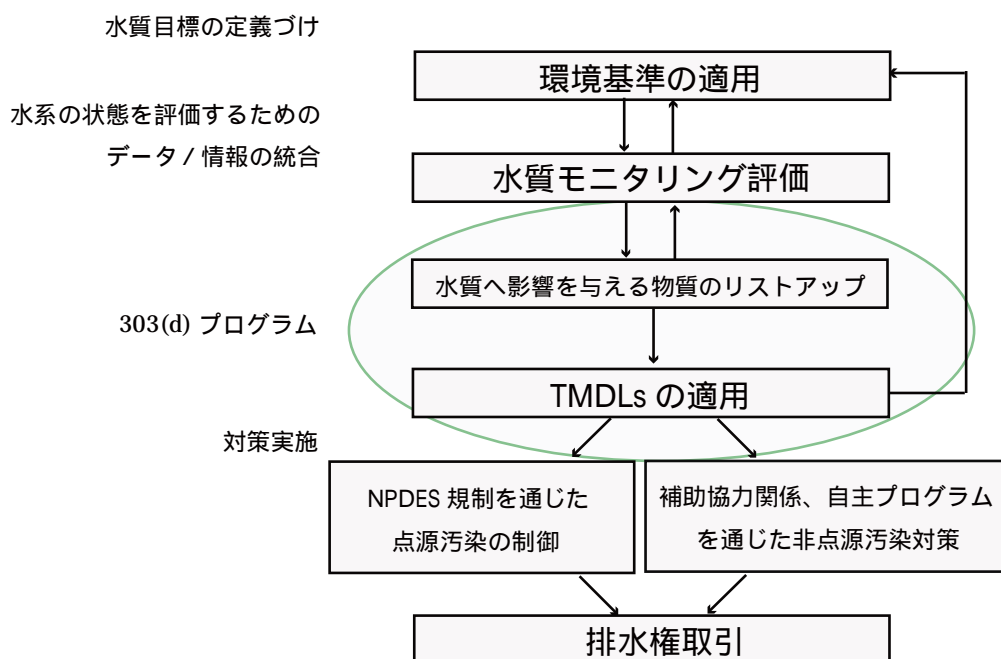 水質目標の定義づけ
環境基準の適用
水系の状態を評価するための
データ / 情報の統合
水質モニタリング評価
水質へ影響を与える物質のリストアップ
303(d) プログラム
TMDLs の適用
対策実施
NPDES 規制を通じた
点源汚染の制御
補助協力関係、自主プログラム
を通じた非点源汚染対策
排水権取引